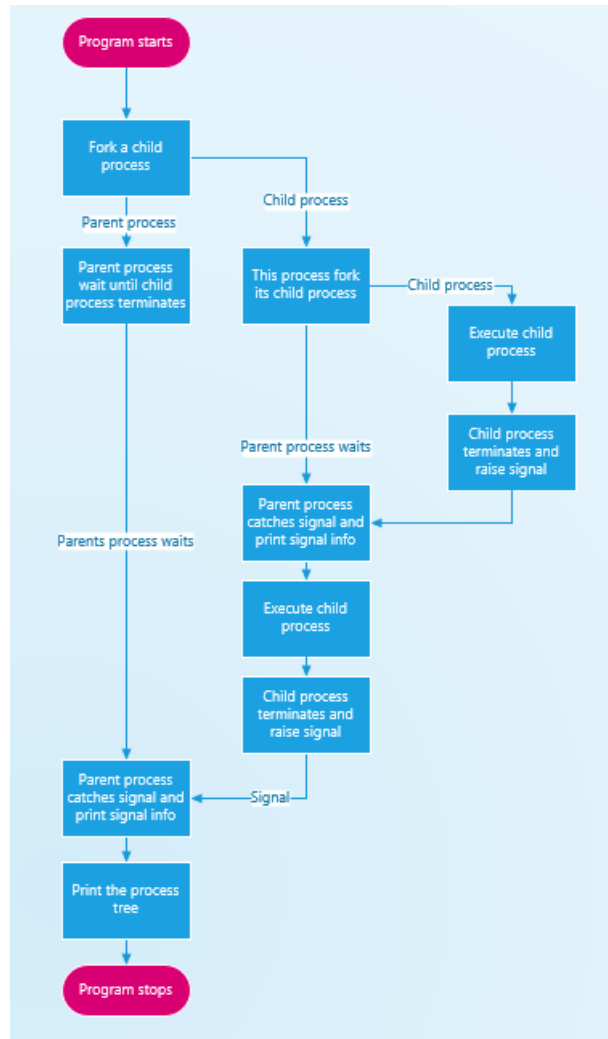 Program starts
Fork a child
process
Child process
Parent process
Parent process
wait until child
process terminates
This process fork
its child process
Child process
Execute child
process
Child process
terminates and
raise signal
Parent process waits
Parent process
catches signal and
print signal info
Parents process waits
Execute child
process
Child process
terminates and
raise signal
Parent process
catches signal and
print signal info
Signal
Print the process
tree
Program stops